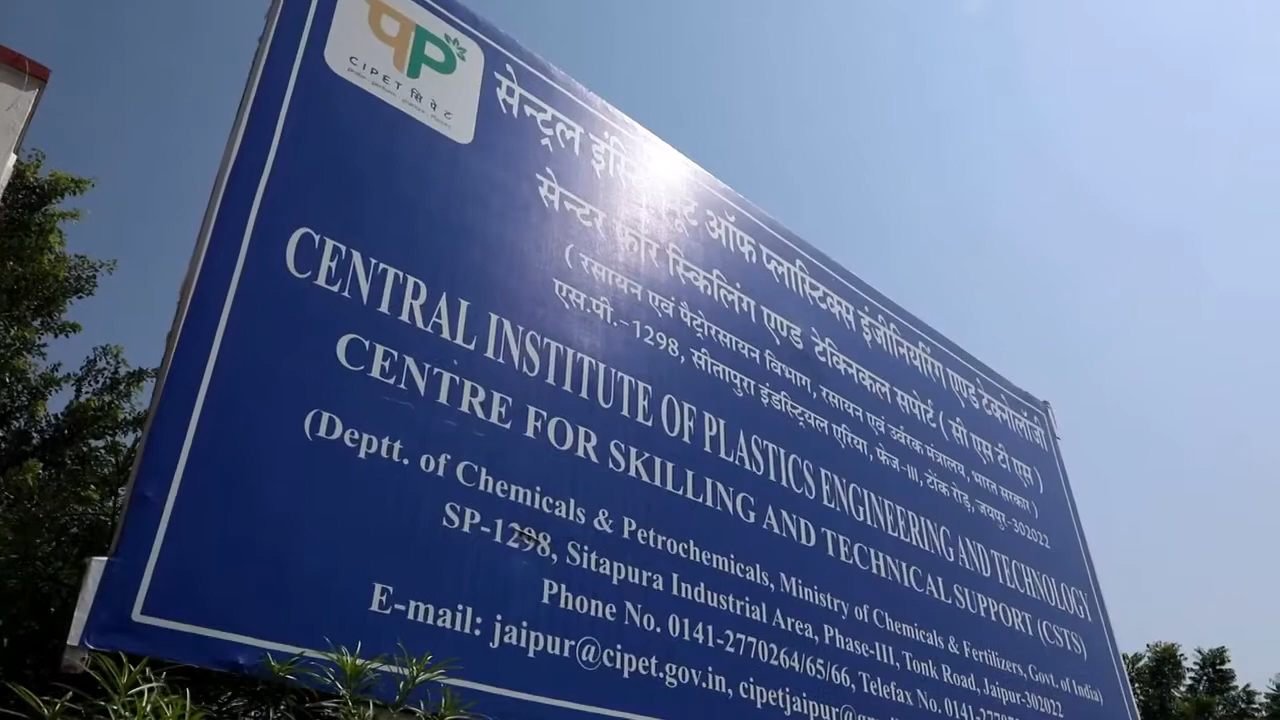 पP
CIPET सिपेट
सेन्ट्रल ऑफ प्लास्टिक्स इंजीनियरिंग एण्ड टेक्नोलॉजी
सेन्टर फॉर स्किलिंग एण्ड टेक्निकल सपोर्ट ( सी एस टी एस )
( रसायन एवं पैट्रोरसायन विभाग, रसायन एवं उर्वरक मंत्रालय, भारत सरकार )
एस.पी.-1298, सीतापुरा इंडस्ट्रियल एरिया, फेज-III, टोंक रोड़, जयपुर-302022
CENTRAL INSTITUTE OF PLASTICS ENGINEERING AND TECHNOLOGY
CENTRE FOR SKILLING AND TECHNICAL SUPPORT (CSTS)
(Deptt. of Chemicals & Petrochemicals, Ministry of Chemicals & Fertilizers, Govt. of India)
SP-1298, Sitapura Industrial Area, Phase-III, Tonk Road, Jaipur-302022
Phone No. 0141-2770264/65/66, Telefax No.
E-mail: jaipur@cipet.gov.in,